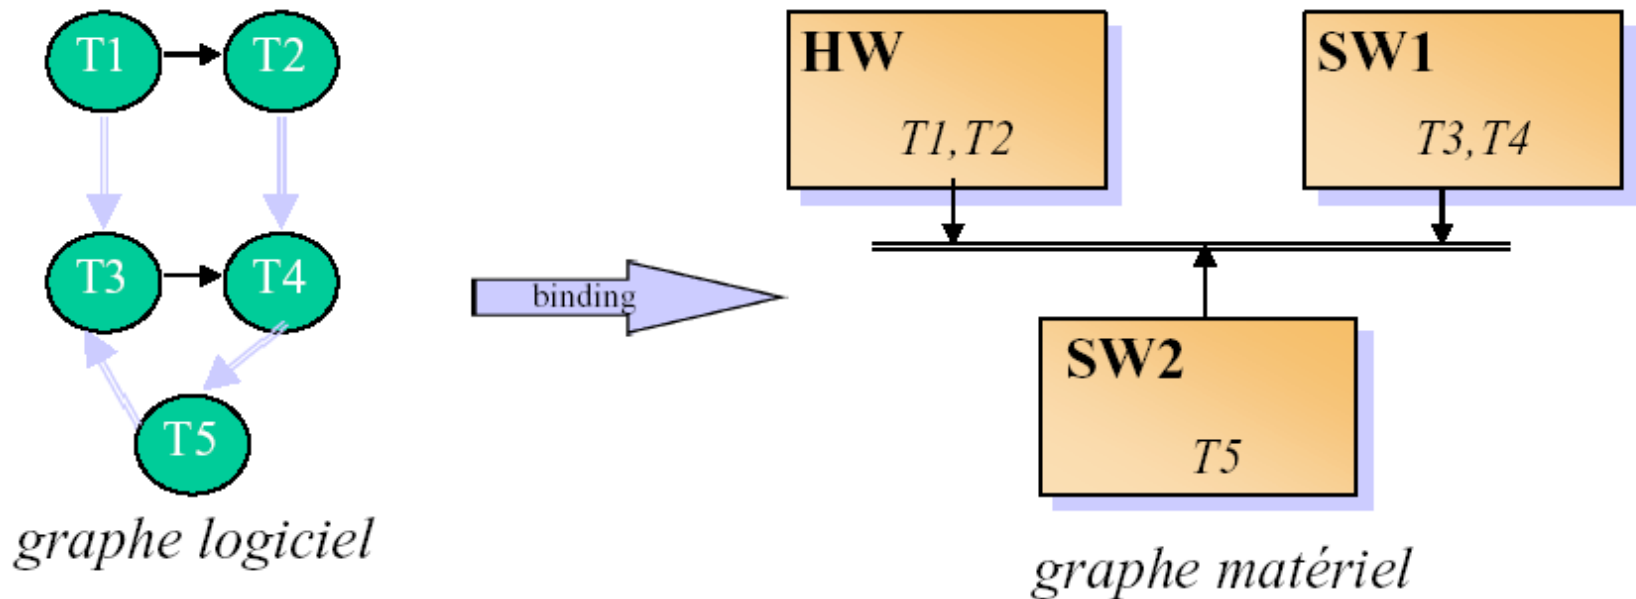 T1
T2
T3
T4
T5
graphe logiciel
binding
HW
T1,T2
SW1
T3,T4
SW2
T5
graphe matériel